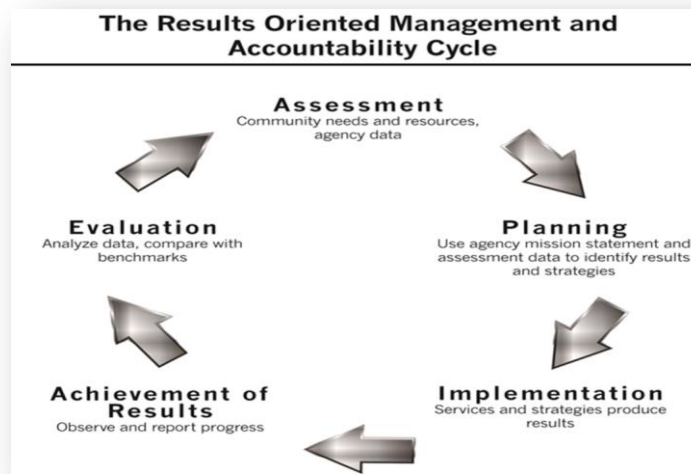 The Results Oriented Management and
Accountability Cycle
Assessment
Community needs and resources,
agency data
Planning
Use agency mission statement and
assessment data to identify results
and strategies
Implementation
Services and strategies produce
results
Achievement of
Results
Observe and report progress
Evaluation
Analyze data, compare with
benchmarks